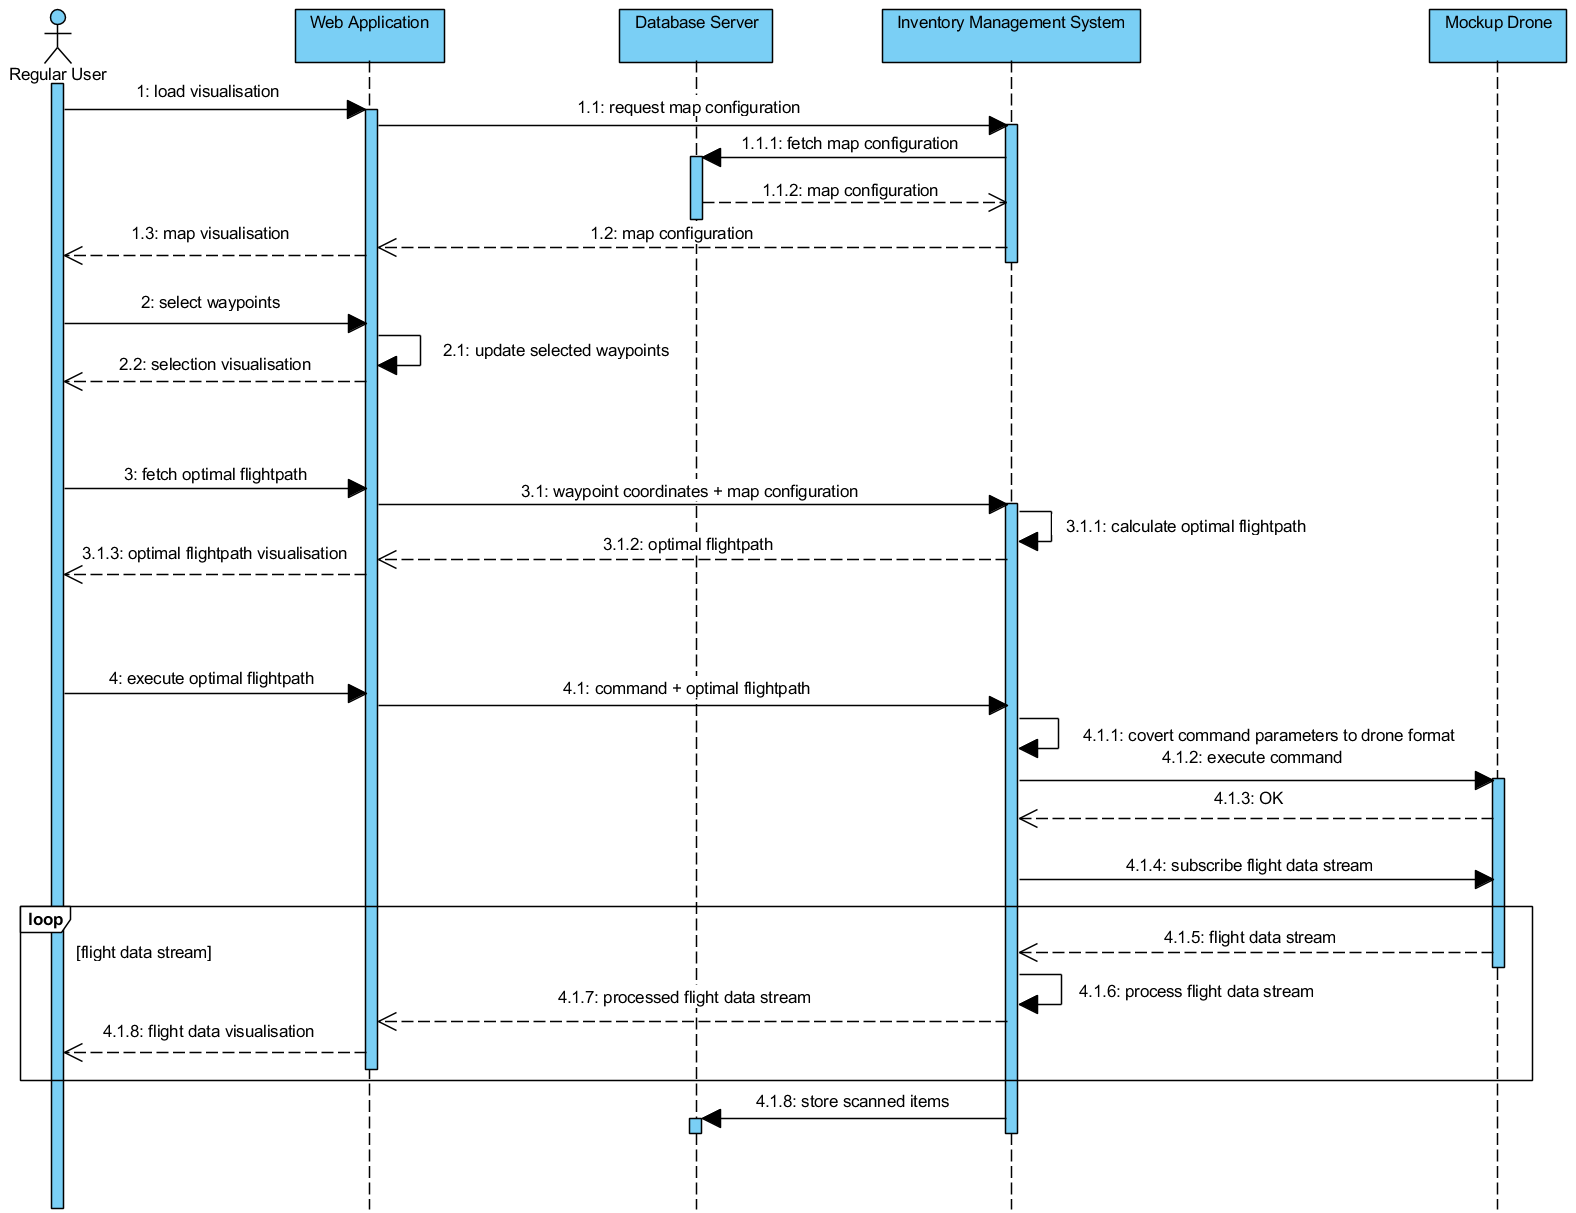 Regular User
Web Application
Database Server
Inventory Management System
Mockup Drone
1: load visualisation
1.1: request map configuration
1.1.1: fetch map configuration
1.1.2: map configuration
1.2: map configuration
1.3: map visualisation
2: select waypoints
2.1: update selected waypoints
2.2: selection visualisation
3: fetch optimal flightpath
3.1: waypoint coordinates + map configuration
3.1.1: calculate optimal flightpath
3.1.2: optimal flightpath
3.1.3: optimal flightpath visualisation
4: execute optimal flightpath
4.1: command + optimal flightpath
4.1.1: covert command parameters to drone format
4.1.2: execute command
4.1.3: OK
4.1.4: subscribe flight data stream
loop
[flight data stream]
4.1.5: flight data stream
4.1.6: process flight data stream
4.1.7: processed flight data stream
4.1.8: flight data visualisation
4.1.8: store scanned items